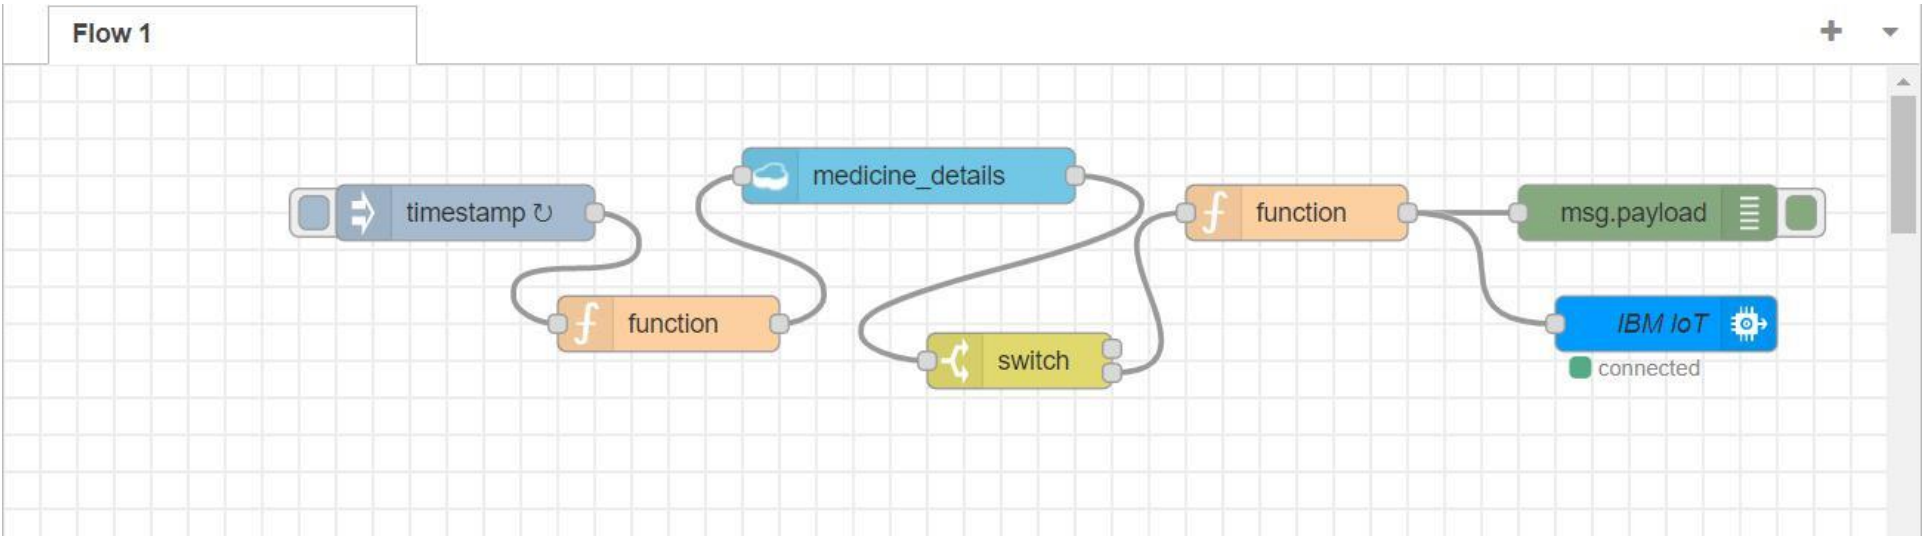 Flow 1
timestamp ↻
function
medicine_details
switch
function
msg.payload
IBM IoT
connected